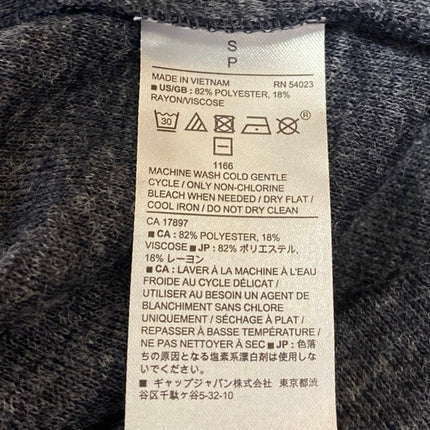 S
P
MADE IN VIETNAM RN 54023
■ US/GB : 82% POLYESTER, 18%
RAYON/VISCOSE
30 ®
1166
MACHINE WASH COLD GENTLE
CYCLE / ONLY NON-CHLORINE
BLEACH WHEN NEEDED / DRY FLAT /
COOL IRON / DO NOT DRY CLEAN
CA 17897
■ CA : 82% POLYESTER, 18%
VISCOSE ■ JP : 82% ポリエステル,
18% レーヨン
■ CA : LAVER À LA MACHINE À L'EAU
FROIDE AU CYCLE DÉLICAT /
UTILISER AU BESOIN UN AGENT DE
BLANCHIMENT SANS CHLORE
UNIQUEMENT / SÉCHAGE À PLAT /
REPASSER À BASSE TEMPÉRATURE /
NE PAS NETTOYER À SEC ■ JP : 色落
ちの原因となる塩素系漂白剤は使用しな
いでください。
■ ギャップジャパン株式会社 東京都渋
谷区千駄ヶ谷5-32-10